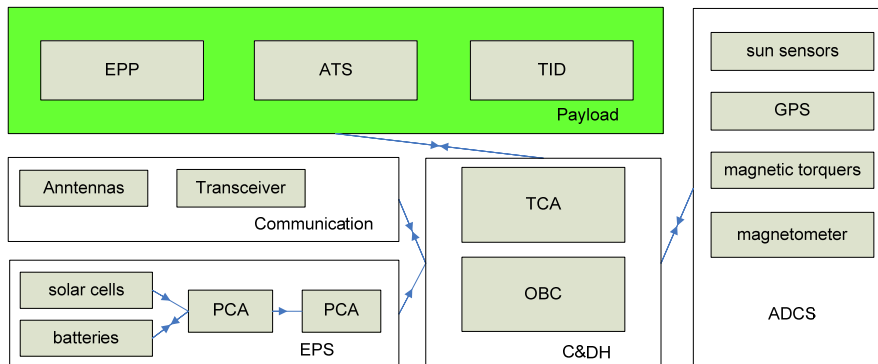 EPP
ATS
TID
Payload
Anntennas
Transceiver
Communication
solar cells
batteries
PCA
PCA
EPS
TCA
OBC
C&DH
sun sensors
GPS
magnetic torquers
magnetometer
ADCS